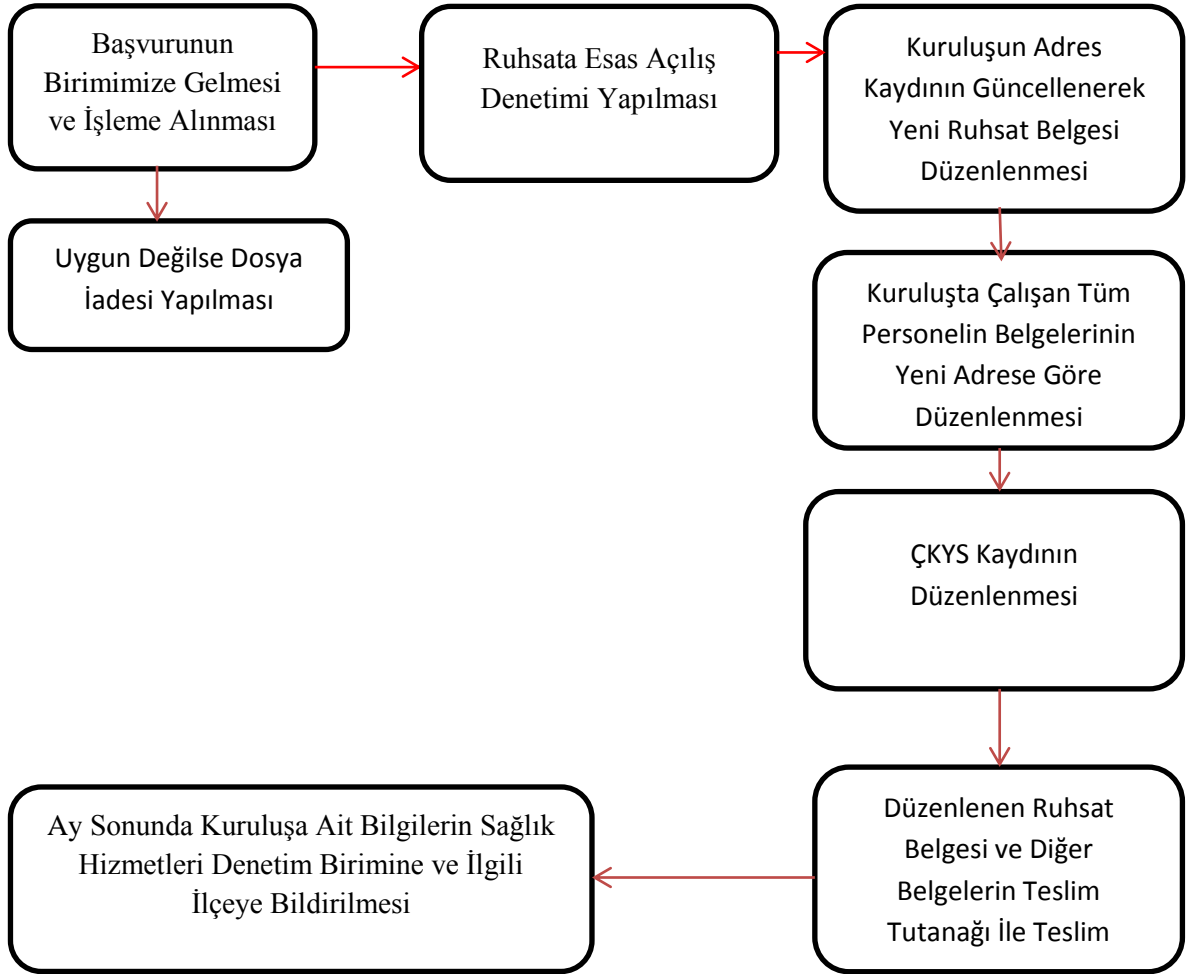 Başvurunun
Birimimize Gelmesi
ve İşleme Alınması
Ruhsata Esas Açılış
Denetimi Yapılması
Kuruluşun Adres
Kaydının Güncellenerek
Yeni Ruhsat Belgesi
Düzenlenmesi
Uygun Değilse Dosya
İadesi Yapılması
Kuruluşta Çalışan Tüm
Personelin Belgelerinin
Yeni Adrese Göre
Düzenlenmesi
ÇKYS Kaydının
Düzenlenmesi
Düzenlenen Ruhsat
Belgesi ve Diğer
Belgelerin Teslim
Tutanağı İle Teslim
Ay Sonunda Kuruluşa Ait Bilgilerin Sağlık
Hizmetleri Denetim Birimine ve İlgili
İlçeye Bildirilmesi